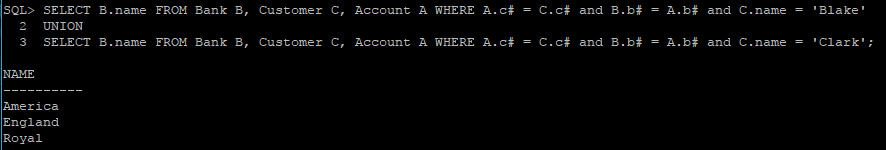 SQL> SELECT B.name FROM Bank B, Customer C, Account A WHERE A.c# = C.c# and B.b# = A.b# and C.name = 'Blake'
2 UNION
3 SELECT B.name FROM Bank B, Customer C, Account A WHERE A.c# = C.c# and B.b# = A.b# and C.name = 'Clark';
NAME
----------
America
England
Royal